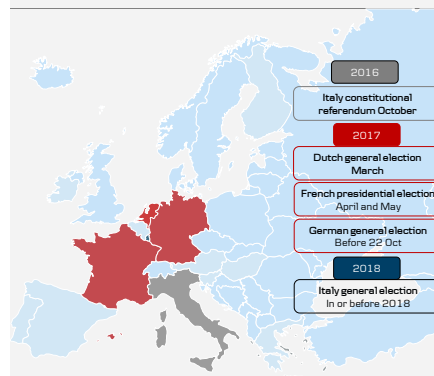 2016
Italy constitutional
referendum October
2017
Dutch general election
March
French presidential election
April and May
German general election
Before 22 Oct
2018
Italy general election
In or before 2018